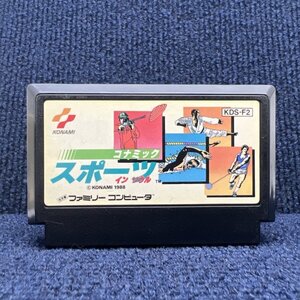 KONAMI
KDS-F2
コナミック
スポーツ
イン ソウル
TM
© KONAMI 1988
ファミリー コンピュータ